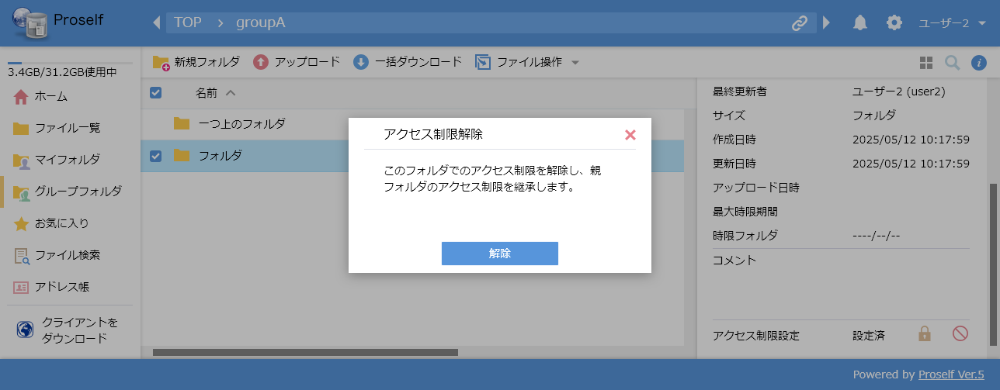 Proself
TOP > groupA
ユーザー2
新規フォルダ アップロード 一括ダウンロード ファイル操作
3.4GB/31.2GB使用中
ホーム
ファイル一覧
マイフォルダ
グループフォルダ
お気に入り
ファイル検索
アドレス帳
クライアントを
ダウンロード
名前
一つ上のフォルダ
フォルダ
アクセス制限解除
このフォルダでのアクセス制限を解除し、親
フォルダのアクセス制限を継承します。
解除
最終更新者 ユーザー2 (user2)
サイズ フォルダ
作成日時 2025/05/12 10:17:59
更新日時 2025/05/12 10:17:59
アップロード日時
最大時限期間
時限フォルダ ----/--/--
コメント
アクセス制限設定 設定済
Powered by Proself Ver.5